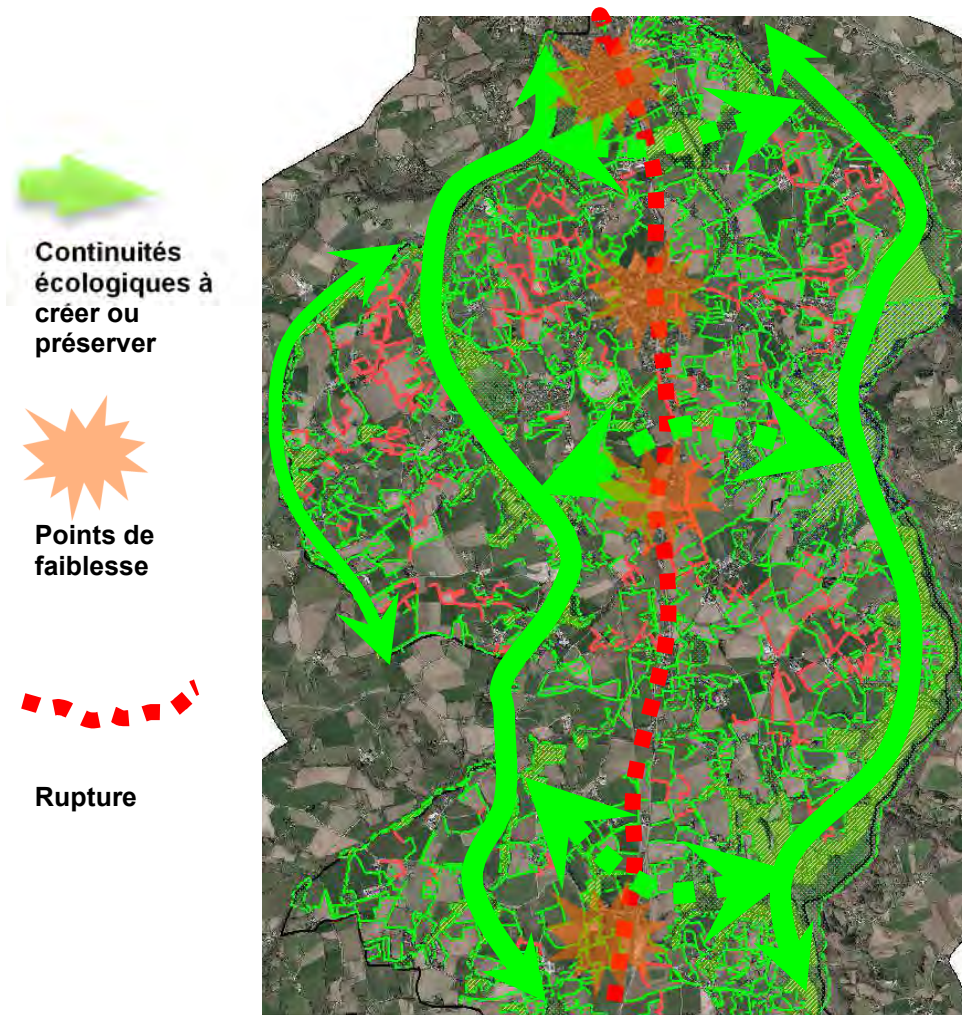 Continuités
écologiques à
créer ou
préserver
Points de
faiblesse
Rupture